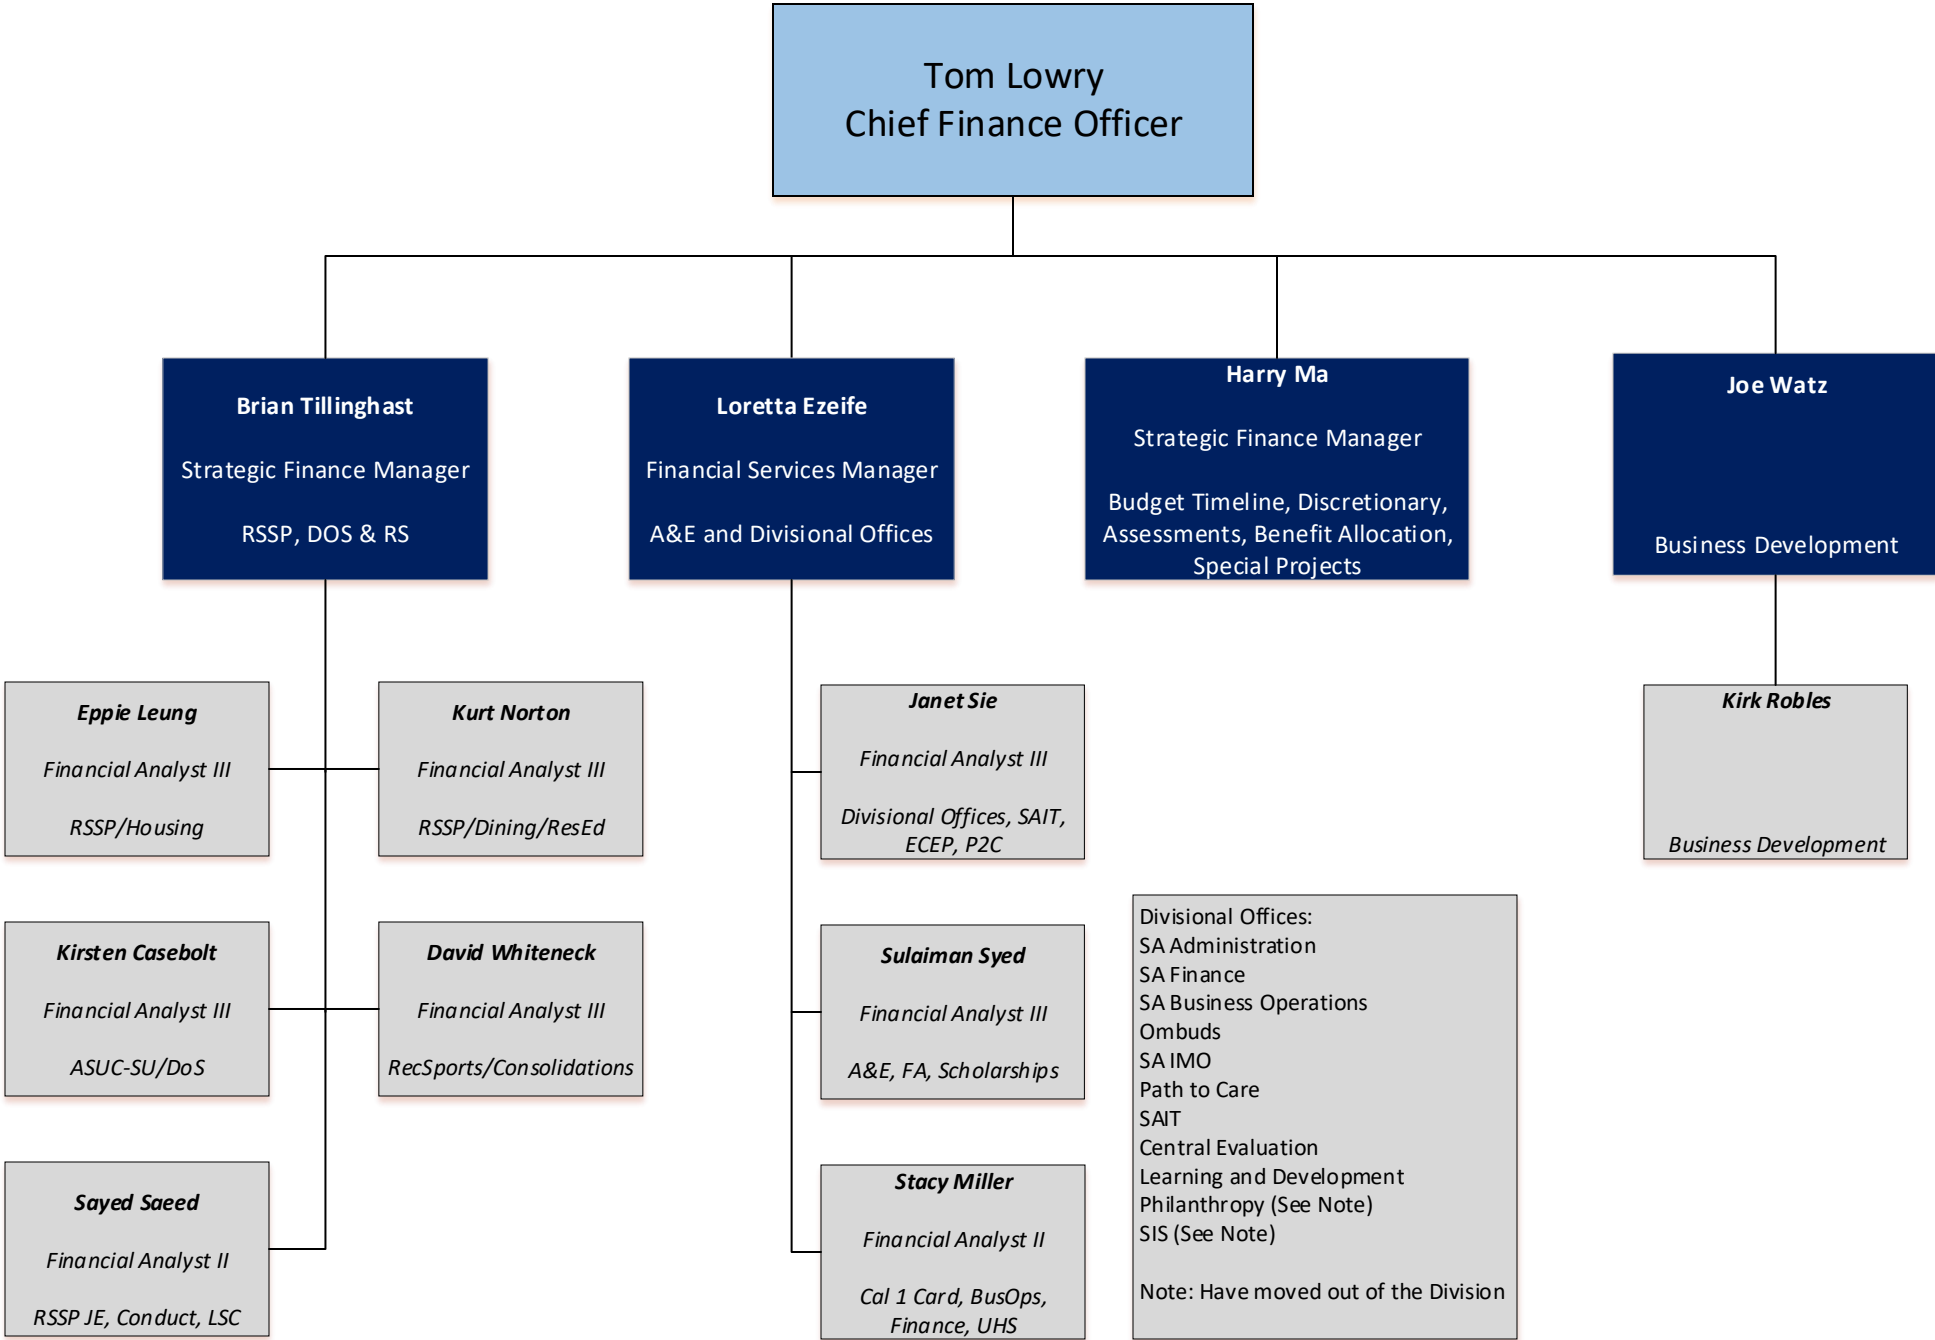 Tom Lowry
Chief Finance Officer
Brian Tillinghast
Strategic Finance Manager
RSSP, DOS & RS
Loretta Ezeife
Financial Services Manager
A&E and Divisional Offices
Harry Ma
Strategic Finance Manager
Budget Timeline, Discretionary,
Assessments, Benefit Allocation,
Special Projects
Joe Watz
Business Development
Eppie Leung
Financial Analyst III
RSSP/Housing
Kurt Norton
Financial Analyst III
RSSP/Dining/ResEd
Janet Sie
Financial Analyst III
Divisional Offices, SAIT,
ECEP, P2C
Kirk Robles
Business Development
Kirsten Casebolt
Financial Analyst III
ASUC-SU/DoS
David Whiteneck
Financial Analyst III
RecSports/Consolidations
Sulaiman Syed
Financial Analyst III
A&E, FA, Scholarships
Divisional Offices:
SA Administration
SA Finance
SA Business Operations
Ombuds
SA IMO
Path to Care
SAIT
Central Evaluation
Learning and Development
Philanthropy (See Note)
SIS (See Note)
Note: Have moved out of the Division
Sayed Saeed
Financial Analyst II
RSSP JE, Conduct, LSC
Stacy Miller
Financial Analyst II
Cal 1 Card, BusOps,
Finance, UHS